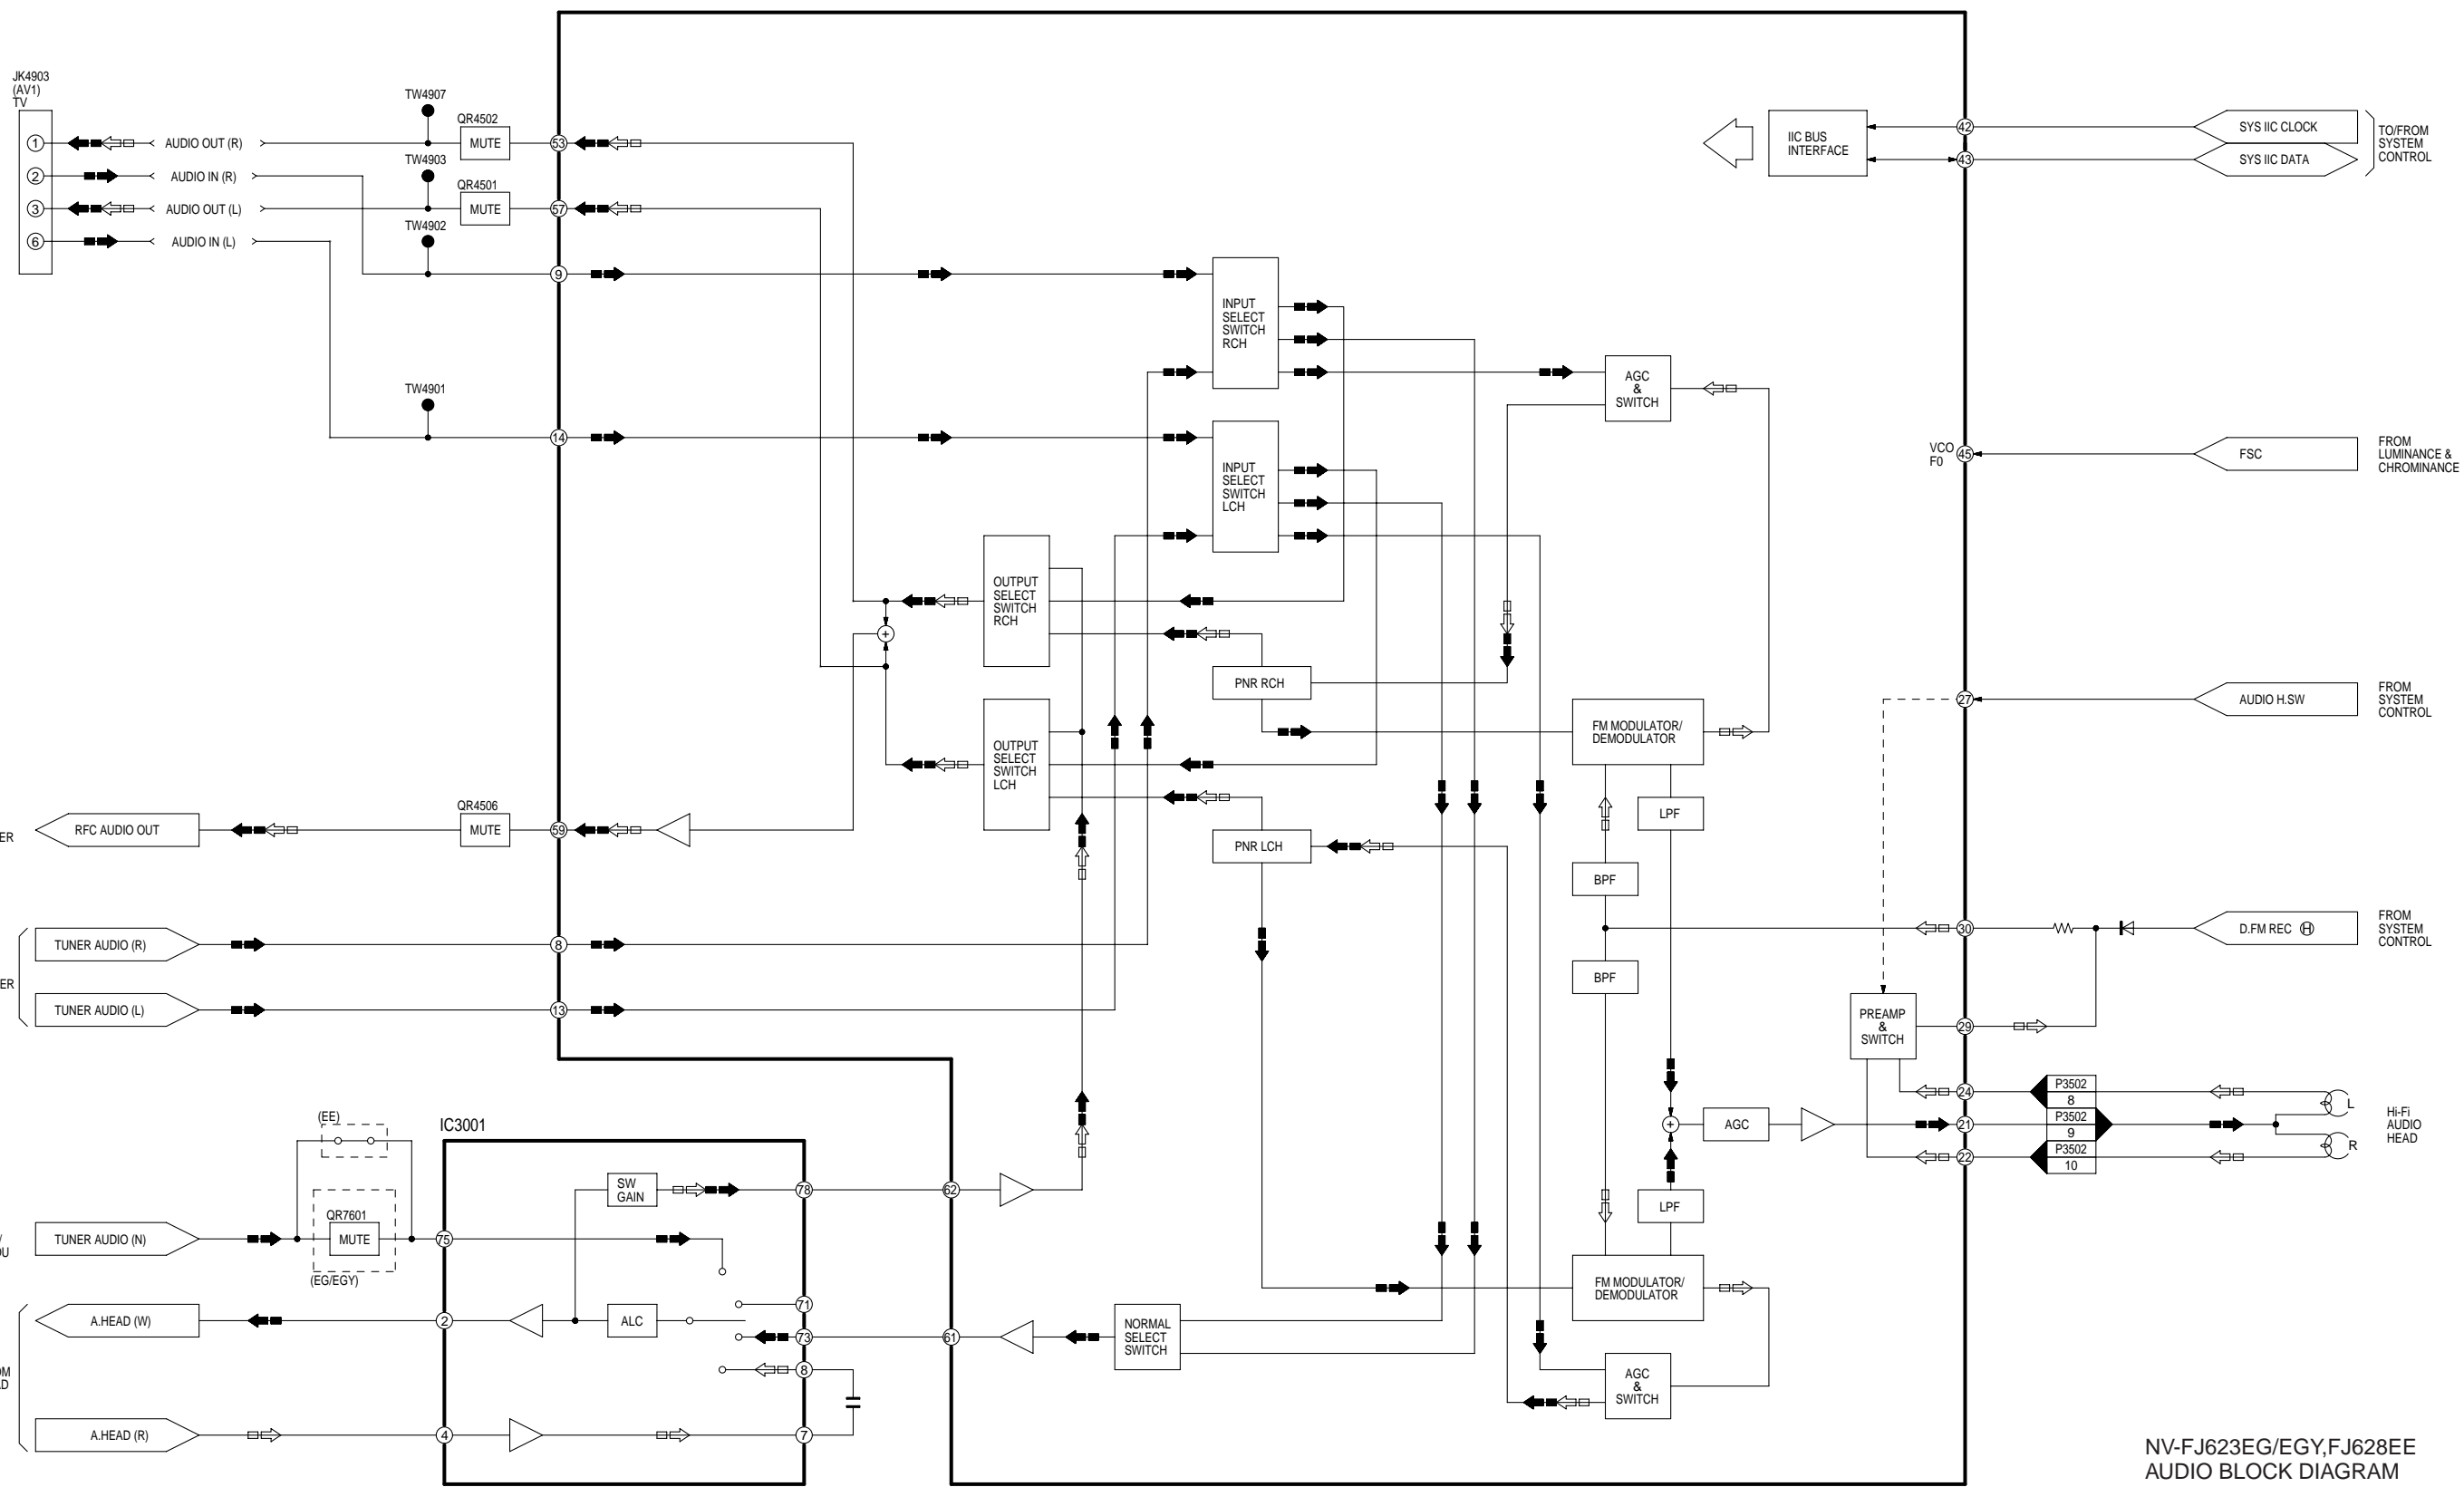 JK4903
(AV1)
TV
1
AUDIO OUT (R)
2
AUDIO IN (R)
3
AUDIO OUT (L)
6
AUDIO IN (L)
TW4907
QR4502
MUTE
53
TW4903
QR4501
MUTE
57
TW4902
9
TW4901
14
IIC BUS
INTERFACE
42
43
SYS IIC CLOCK
SYS IIC DATA
TO/FROM
SYSTEM
CONTROL
INPUT
SELECT
SWITCH
RCH
INPUT
SELECT
SWITCH
LCH
AGC
&
SWITCH
VCO
F0
45
FSC
FROM
LUMINANCE &
CHROMINANCE
OUTPUT
SELECT
SWITCH
RCH
+
PNR RCH
OUTPUT
SELECT
SWITCH
LCH
PNR LCH
FM MODULATOR/
DEMODULATOR
LPF
BPF
BPF
27
AUDIO H.SW
FROM
SYSTEM
CONTROL
ER
RFC AUDIO OUT
QR4506
MUTE
59
30
D.FM REC H
FROM
SYSTEM
CONTROL
ER
TUNER AUDIO (R)
8
TUNER AUDIO (L)
13
PREAMP
&
SWITCH
29
24
P3502
8
21
P3502
9
22
P3502
10
L
R
Hi-Fi
AUDIO
HEAD
+
AGC
LPF
FM MODULATOR/
DEMODULATOR
AGC
&
SWITCH
NORMAL
SELECT
SWITCH
62
61
(EE)
QR7601
MUTE
(EG/EGY)
IC3001
SW
GAIN
78
75
/
OU
TUNER AUDIO (N)
A.HEAD (W)
2
ALC
71
73
8
OM
AD
A.HEAD (R)
4
7
NV-FJ623EG/EGY,FJ628EE
AUDIO BLOCK DIAGRAM